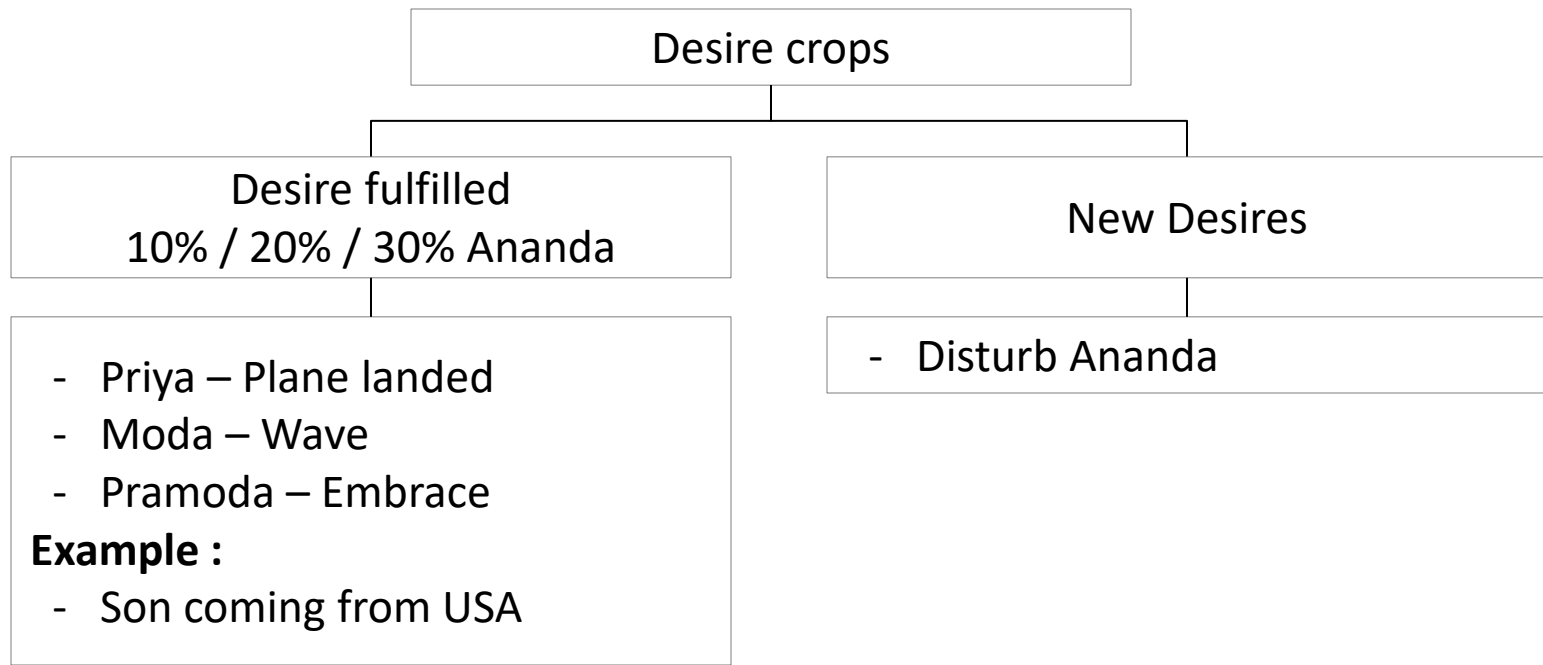 Desire crops
Desire fulfilled
10% / 20% / 30% Ananda
New Desires
- Priya – Plane landed
- Moda – Wave
- Pramoda – Embrace
Example :
- Son coming from USA
- Disturb Ananda